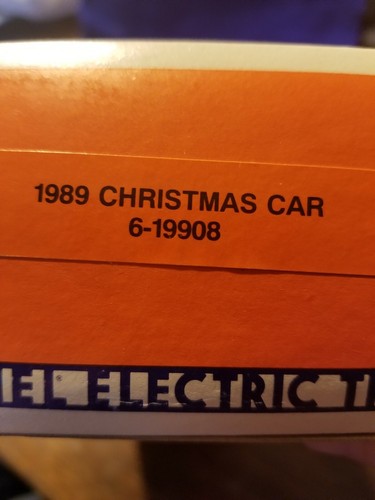 1989 CHRISTMAS CAR
6-19908
EL® ELECTRIC T